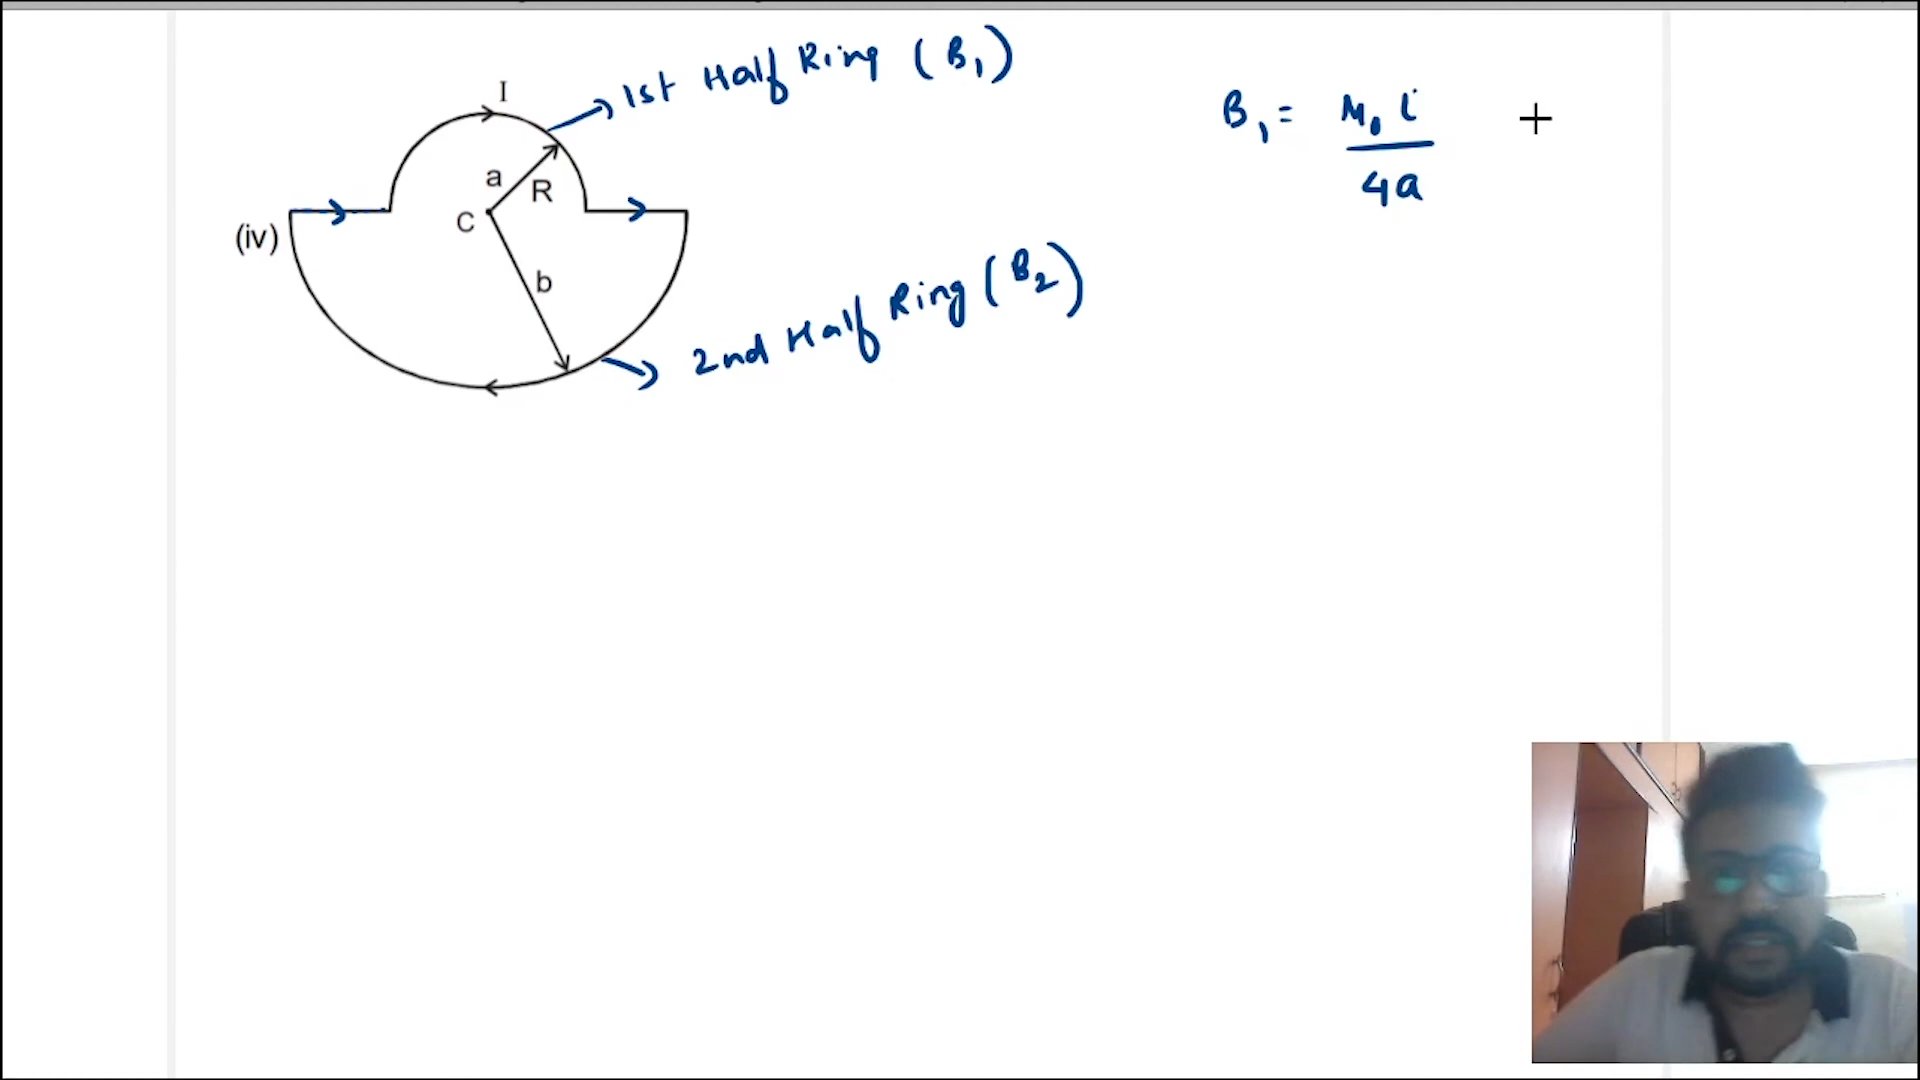 I
1st Half Ring (B₁)
B₁ = μ₀ i
4a
a
R
C
(iv)
b
2nd Half Ring (B₂)